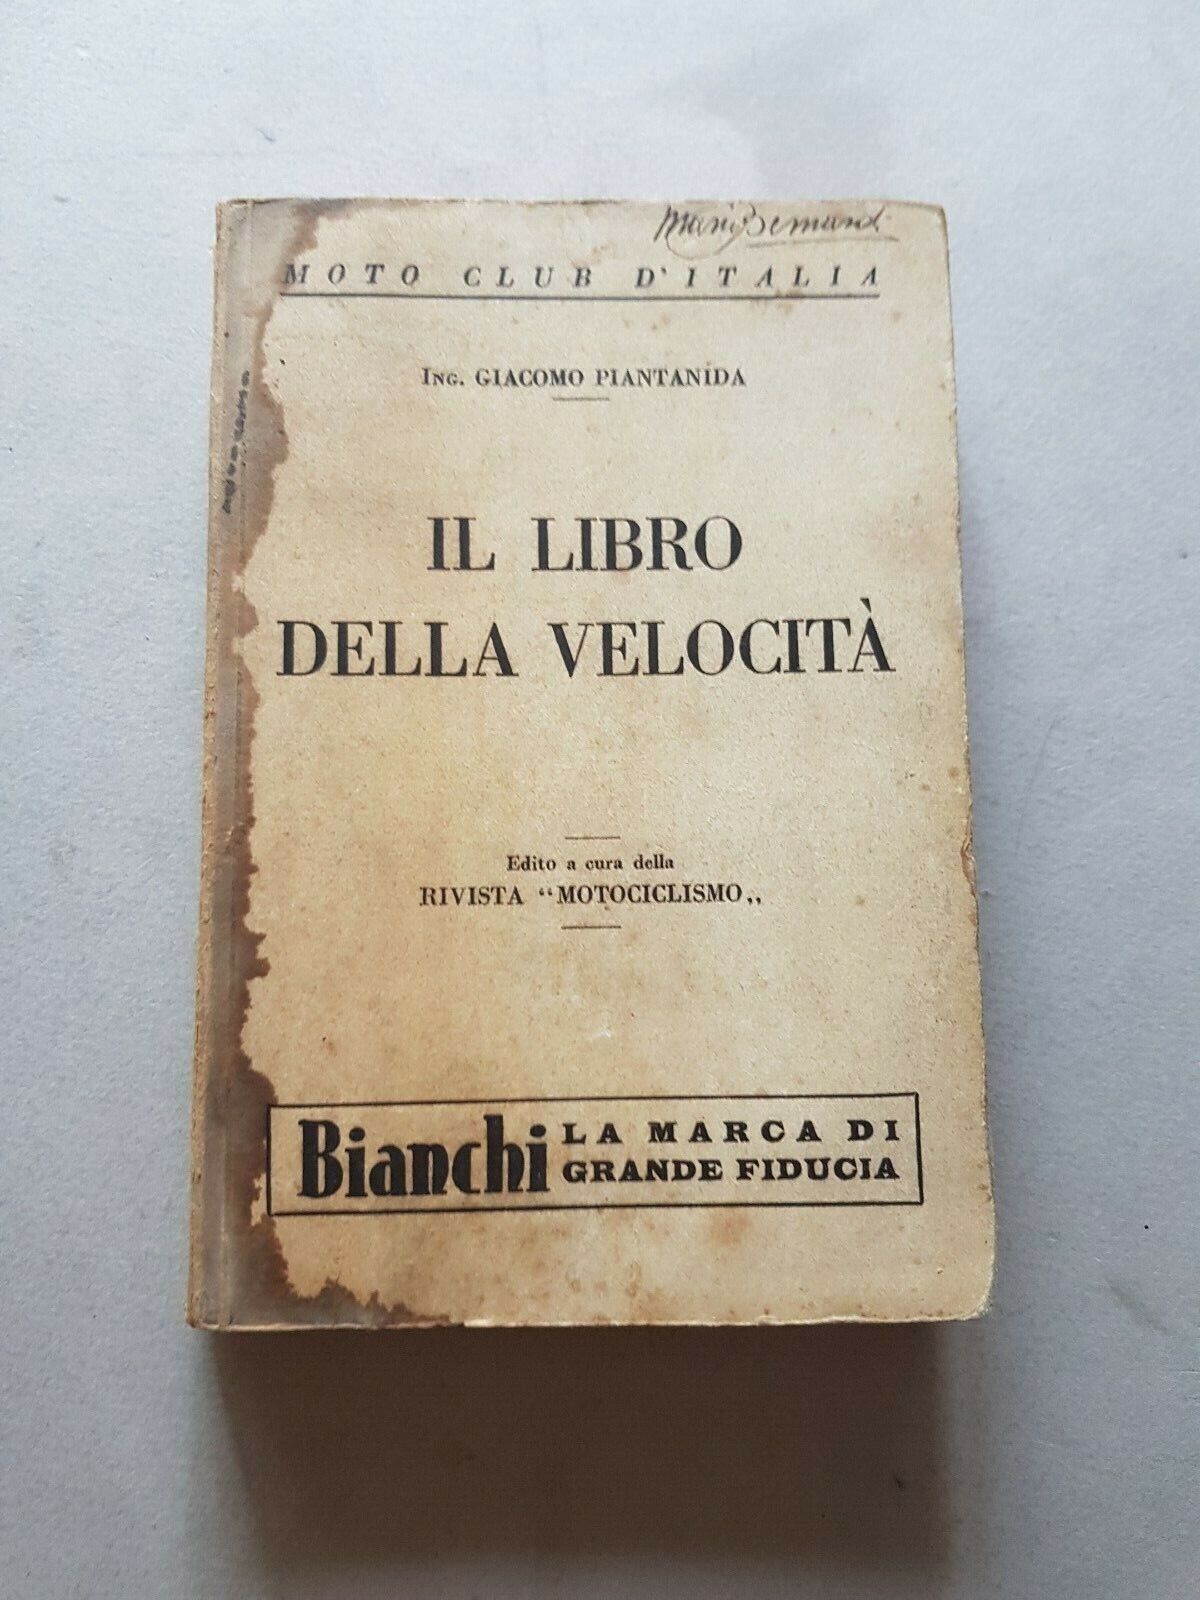 MOTO CLUB D'ITALIA
ING. GIACOMO PIANTANIDA
IL LIBRO
DELLA VELOCITÀ
Edito a cura della
RIVISTA “MOTOCICLISMO„
Bianchi LA MARCA DI
GRANDE FIDUCIA